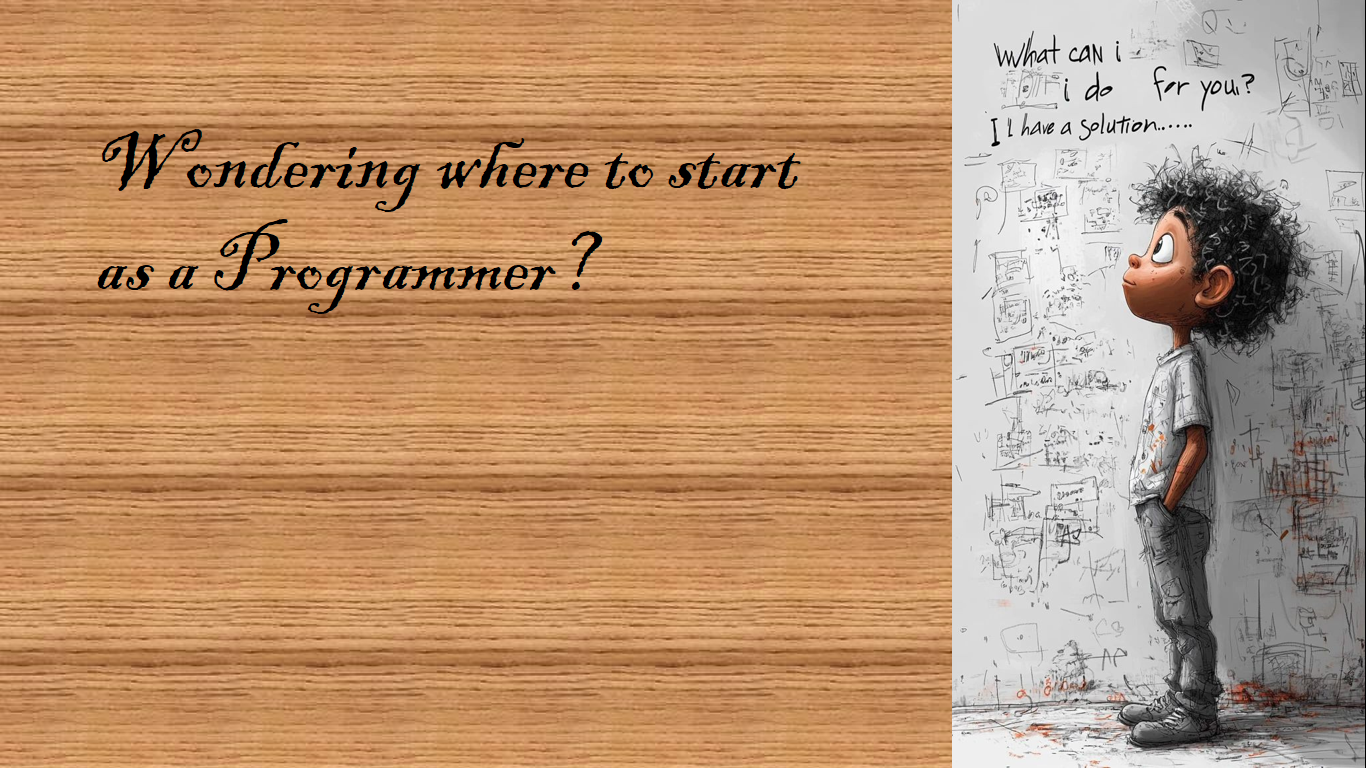 Wondering where to start
as a Programmer?
What can i
i do for you?
I l have a solution......